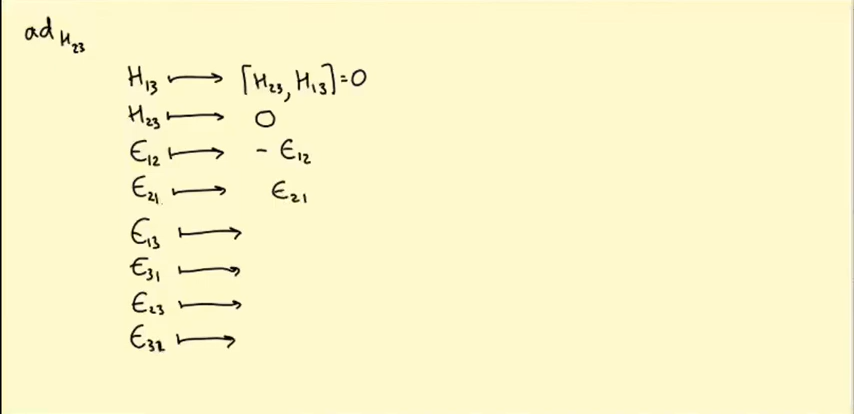 ad_{H_{23}}
H_{13} ⟼ [H_{23}, H_{13}]=0
H_{23} ⟼ 0
E_{12} ⟼ - E_{12}
E_{21} ⟼ E_{21}
E_{13} ⟼
E_{31} ⟼
E_{23} ⟼
E_{32} ⟼